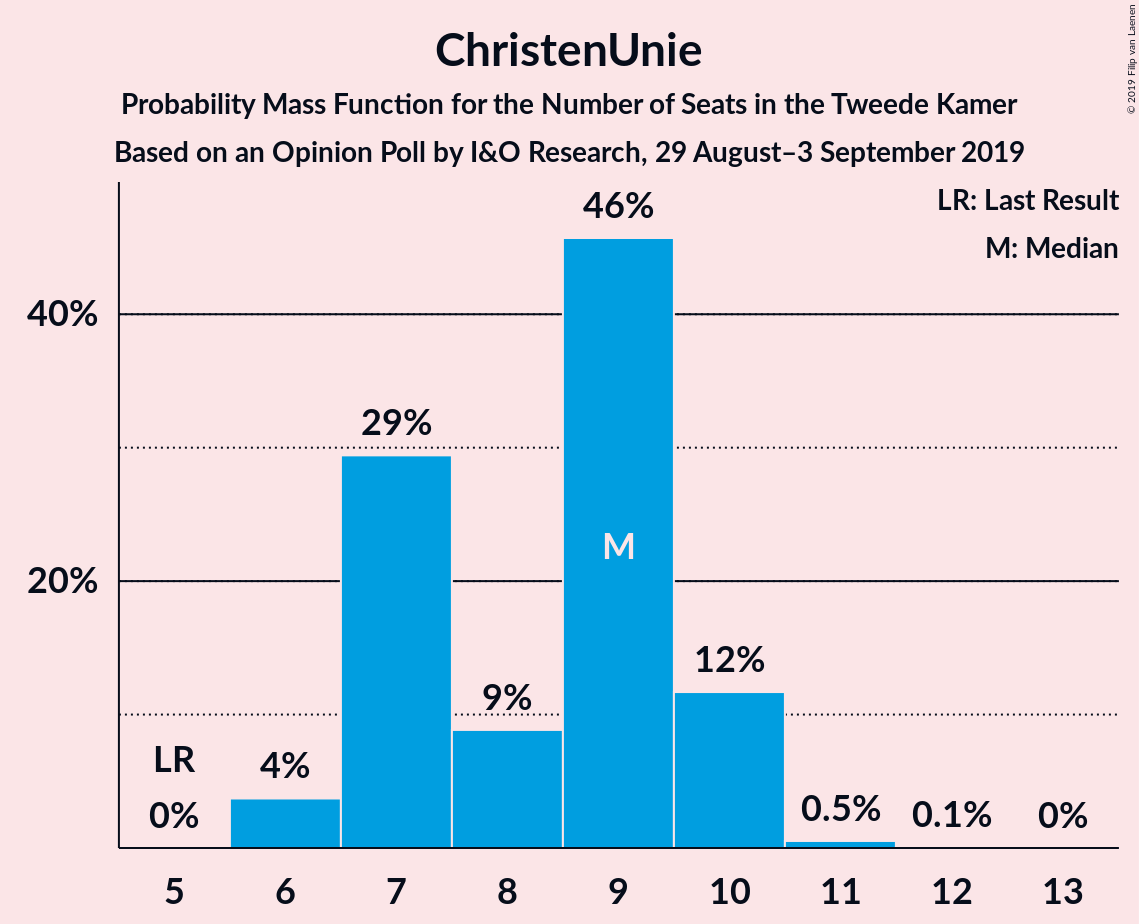 ChristenUnie
Probability Mass Function for the Number of Seats in the Tweede Kamer
Based on an Opinion Poll by I&O Research, 29 August–3 September 2019
© 2019 Filip van Laenen
LR: Last Result
M: Median
46%
40%
29%
M
20%
12%
9%
LR
4%
0%
0.5%
0.1%
0%
5 6 7 8 9 10 11 12 13